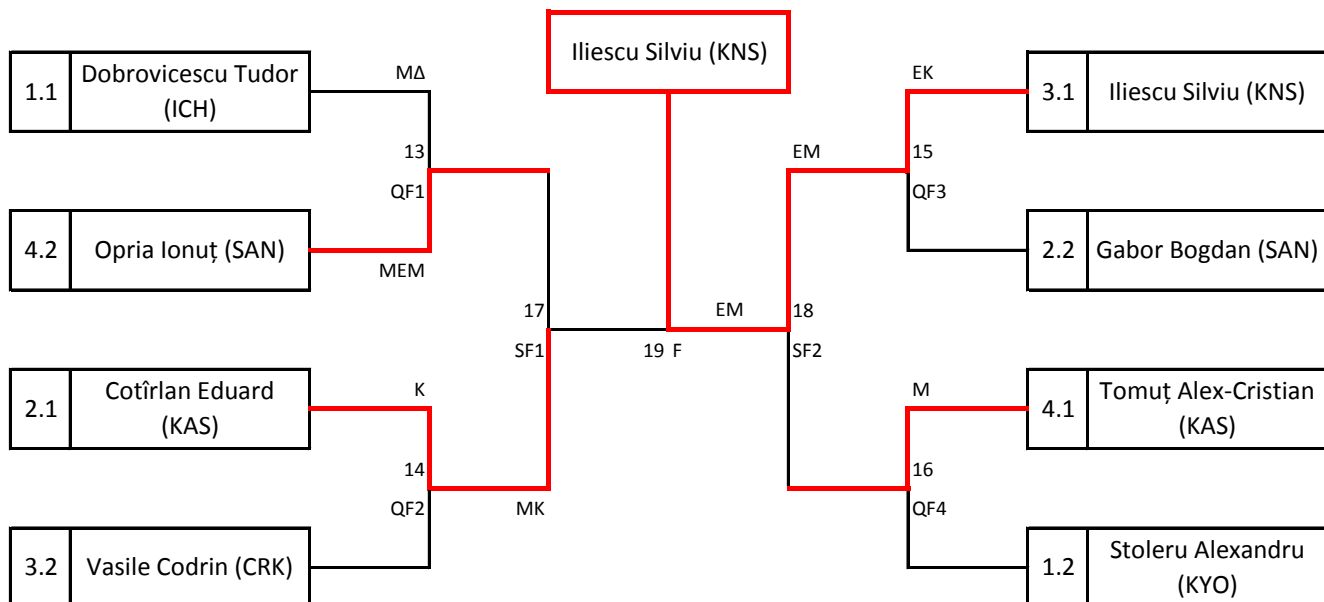 Iliescu Silviu (KNS)
1.1
Dobrovicescu Tudor
(ICH)
MΔ
EK
3.1
Iliescu Silviu (KNS)
13
QF1
EM
15
QF3
4.2
Opria Ionuț (SAN)
MEM
2.2
Gabor Bogdan (SAN)
17
SF1
19 F
EM
18
SF2
2.1
Cotîrlan Eduard
(KAS)
K
M
4.1
Tomuț Alex-Cristian
(KAS)
14
QF2
MK
16
QF4
3.2
Vasile Codrin (CRK)
1.2
Stoleru Alexandru
(KYO)